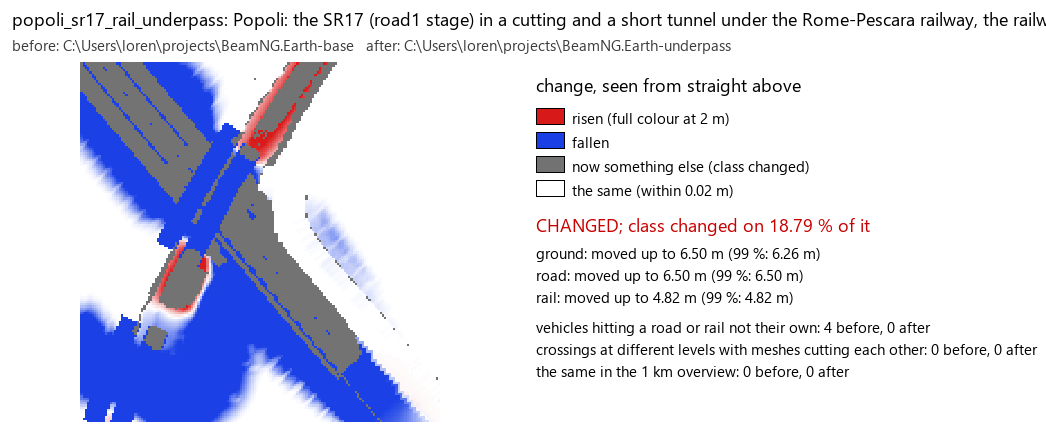 popoli_sr17_rail_underpass: Popoli: the SR17 (road1 stage) in a cutting and a short tunnel under the Rome-Pescara railway, the railw
before: C:\Users\loren\projects\BeamNG.Earth-base after: C:\Users\loren\projects\BeamNG.Earth-underpass
change, seen from straight above
risen (full colour at 2 m)
fallen
now something else (class changed)
the same (within 0.02 m)
CHANGED; class changed on 18.79 % of it
ground: moved up to 6.50 m (99 %: 6.26 m)
road: moved up to 6.50 m (99 %: 6.50 m)
rail: moved up to 4.82 m (99 %: 4.82 m)
vehicles hitting a road or rail not their own: 4 before, 0 after
crossings at different levels with meshes cutting each other: 0 before, 0 after
the same in the 1 km overview: 0 before, 0 after